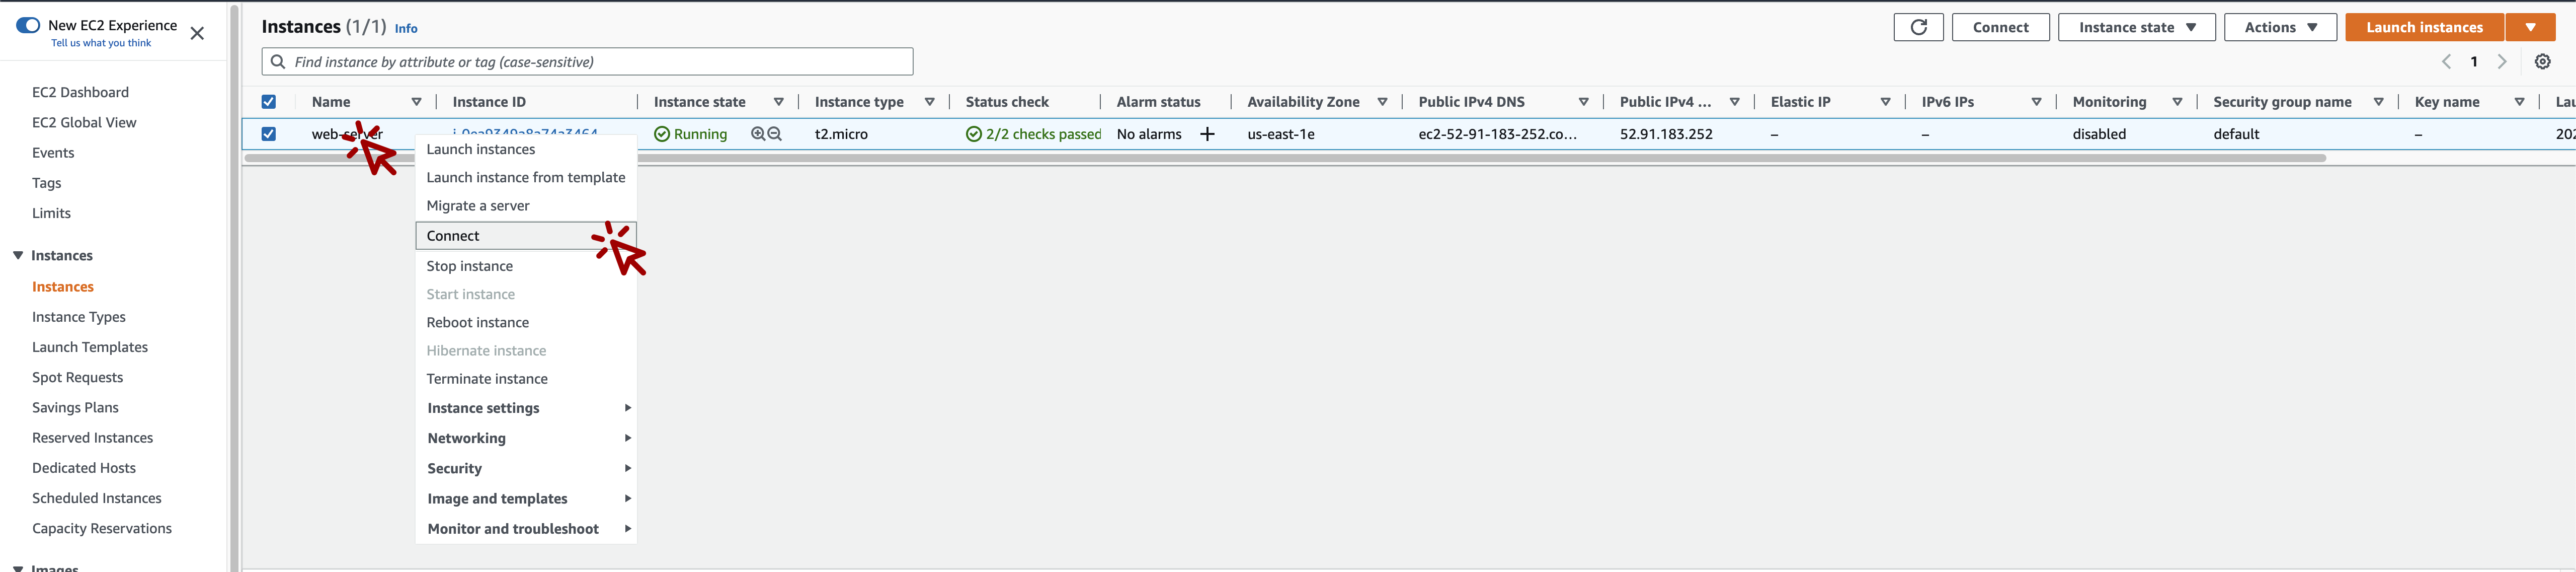 New EC2 Experience
Tell us what you think
EC2 Dashboard
EC2 Global View
Events
Tags
Limits
Instances
Instances
Instance Types
Launch Templates
Spot Requests
Savings Plans
Reserved Instances
Dedicated Hosts
Scheduled Instances
Capacity Reservations
Images
Instances (1/1) Info
Connect Instance state Actions Launch instances
Find instance by attribute or tag (case-sensitive)
1
Name Instance ID Instance state Instance type Status check Alarm status Availability Zone Public IPv4 DNS Public IPv4 ... Elastic IP IPv6 IPs Monitoring Security group name Key name Lau
web-server i-0ea9349a8a74a3464 Running t2.micro 2/2 checks passed No alarms + us-east-1e ec2-52-91-183-252.co... 52.91.183.252 – – disabled default – 202
Launch instances
Launch instance from template
Migrate a server
Connect
Stop instance
Start instance
Reboot instance
Hibernate instance
Terminate instance
Instance settings
Networking
Security
Image and templates
Monitor and troubleshoot